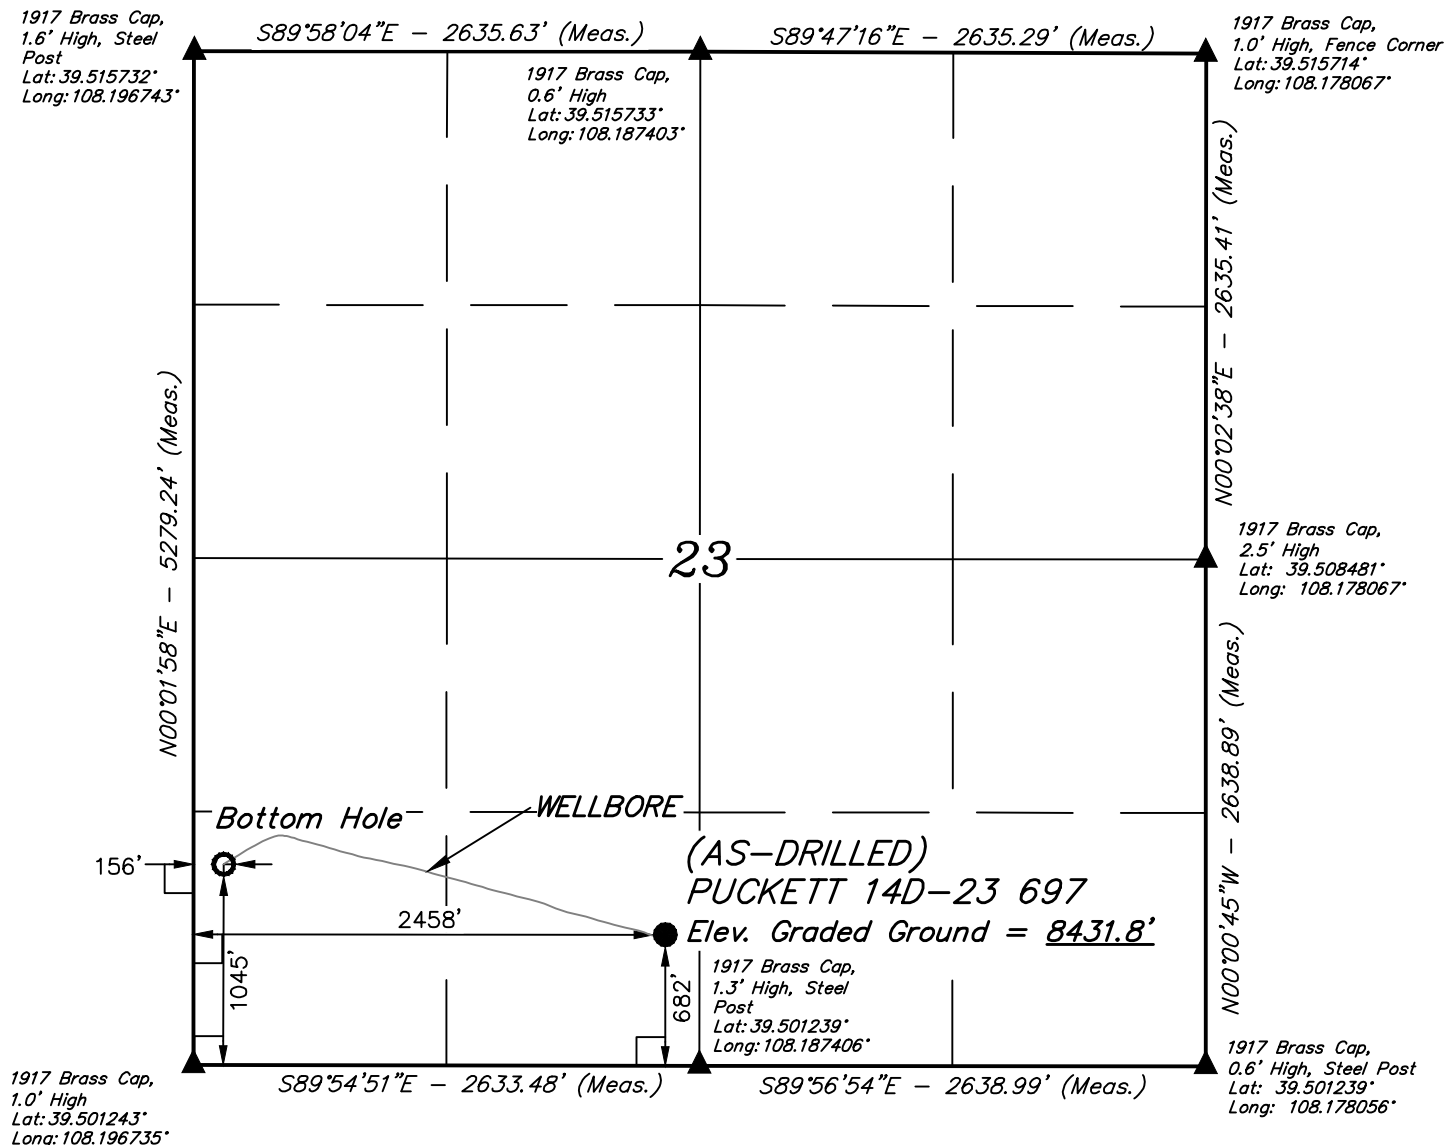 1917 Brass Cap,
1.6' High, Steel
Post
Lat: 39.515732°
Long: 108.196743°
S89°58'04"E - 2635.63' (Meas.)
1917 Brass Cap,
0.6' High
Lat: 39.515733°
Long: 108.187403°
S89°47'16"E - 2635.29' (Meas.)
1917 Brass Cap,
1.0' High, Fence Corner
Lat: 39.515714°
Long: 108.178067°
N00°02'38"E - 2635.41' (Meas.)
N00°01'58"E - 5279.24' (Meas.)
23
1917 Brass Cap,
2.5' High
Lat: 39.508481°
Long: 108.178067°
N00°00'45"W - 2638.89' (Meas.)
Bottom Hole
WELLBORE
156'
(AS-DRILLED)
PUCKETT 14D-23 697
Elev. Graded Ground = 8431.8'
2458'
1045'
682'
1917 Brass Cap,
1.3' High, Steel
Post
Lat: 39.501239°
Long: 108.187406°
1917 Brass Cap,
1.0' High
Lat: 39.501243°
Long: 108.196735°
S89°54'51"E - 2633.48' (Meas.)
S89°56'54"E - 2638.99' (Meas.)
1917 Brass Cap,
0.6' High, Steel Post
Lat: 39.501239°
Long: 108.178056°